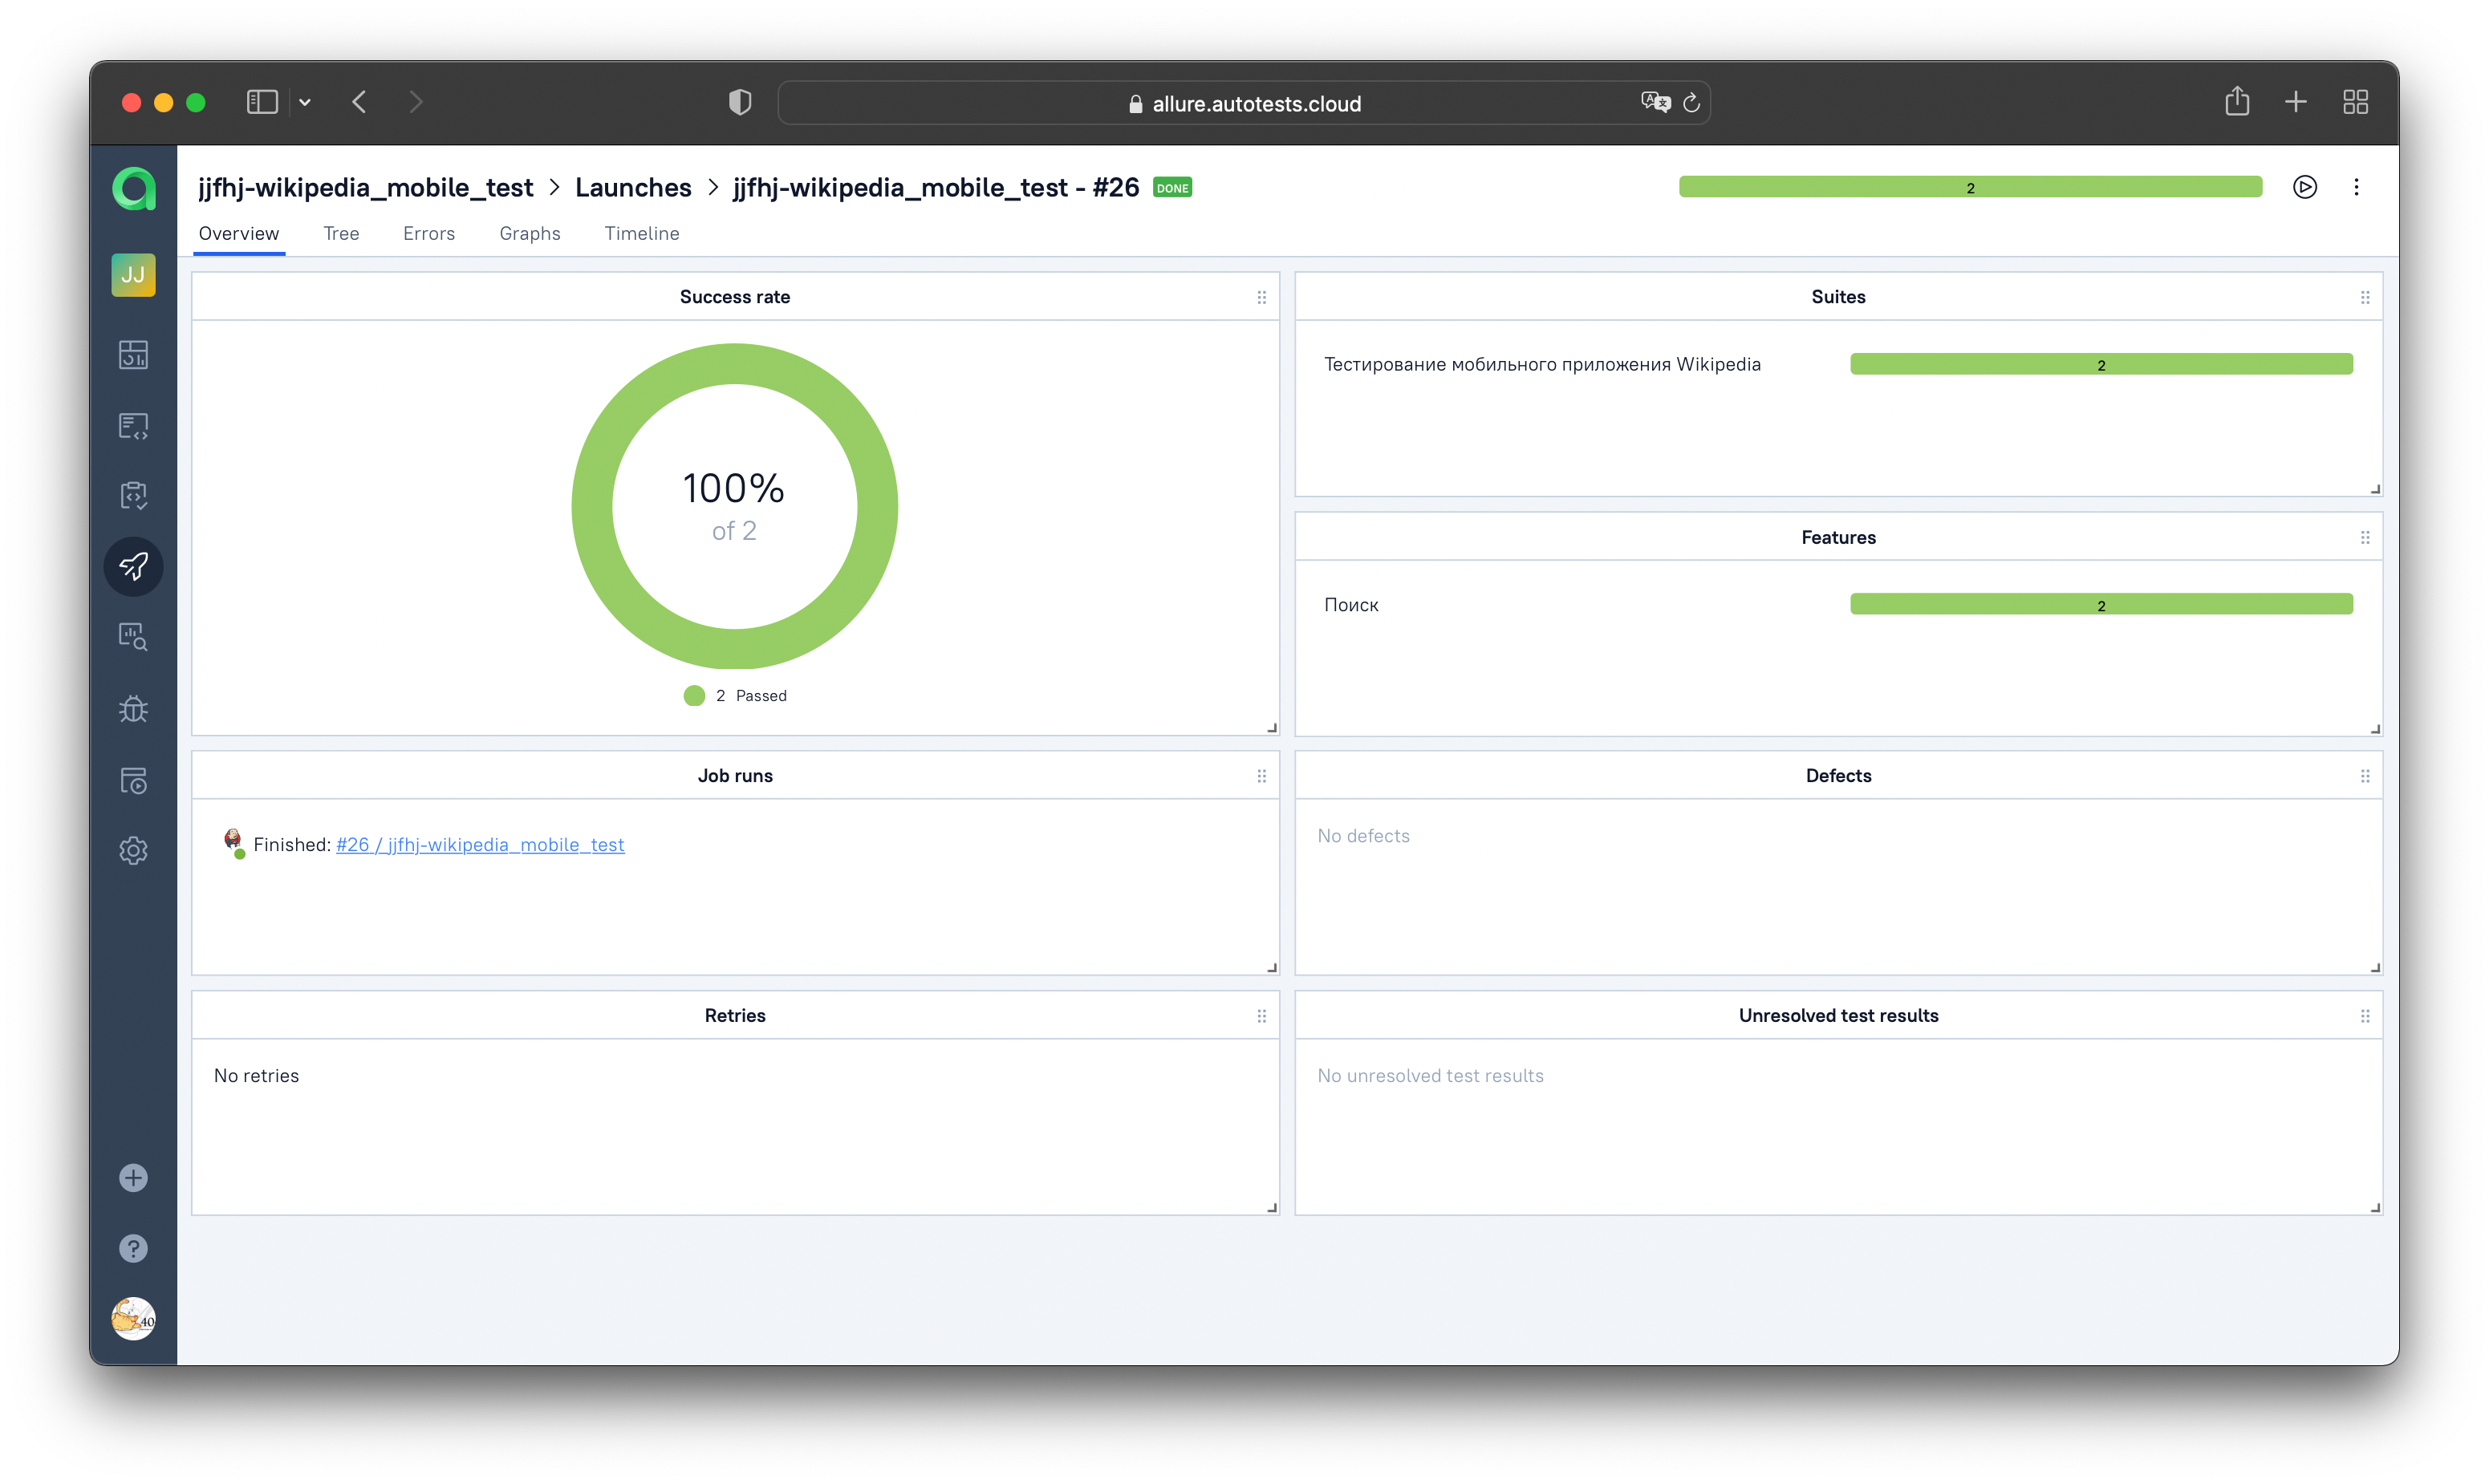 allure.autotests.cloud
jjfhj-wikipedia_mobile_test > Launches > jjfhj-wikipedia_mobile_test - #26 DONE
2
Overview Tree Errors Graphs Timeline
JJ
Success rate
100%
of 2
2 Passed
Suites
Тестирование мобильного приложения Wikipedia 2
Features
Поиск 2
Job runs
Finished: #26 / jjfhj-wikipedia_mobile_test
Defects
No defects
Retries
No retries
Unresolved test results
No unresolved test results
40